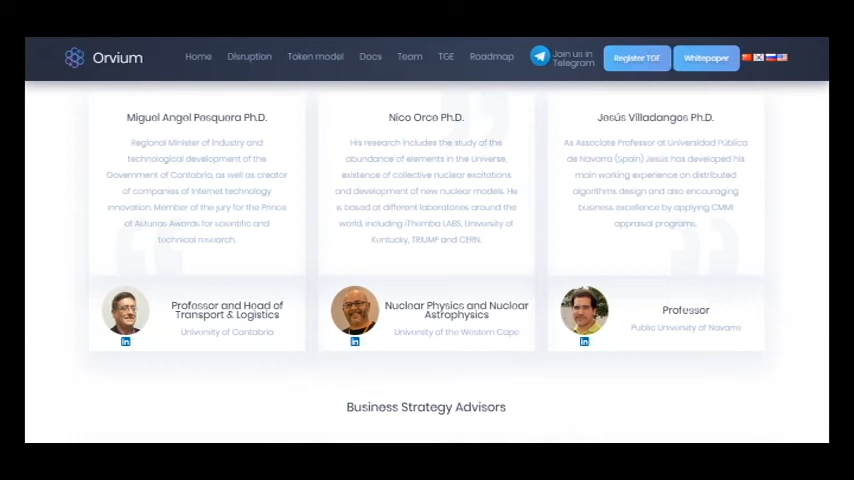 Orvium
Home Disruption Token model Docs Team TGE Roadmap
Join us in
Telegram
Register TGE
Whitepaper
Miguel Angel Pesquera Ph.D.
Regional Minister of Industry and
technological development of the
Government of Cantabria, as well as creator
of companies of Internet technology
innovation. Member of the jury for the Prince
of Asturias Awards for scientific and
technical research.
Professor and Head of
Transport & Logistics
University of Cantabria
Nico Orce Ph.D.
His research includes the study of the
abundance of elements in the Universe,
existence of collective nuclear excitations
and development of new nuclear models. He
is based at different laboratories around the
world, including iThemba LABS, University of
Kentucky, TRIUMF and CERN.
Nuclear Physics and Nuclear
Astrophysics
University of the Western Cape
Jesús Villadangos Ph.D.
As Associate Professor at Universidad Pública
de Navarra (Spain) Jesús has developed his
main working experience on distributed
algorithms design and also encouraging
business excellence by applying CMMI
appraisal programs.
Professor
Public University of Navarra
Business Strategy Advisors